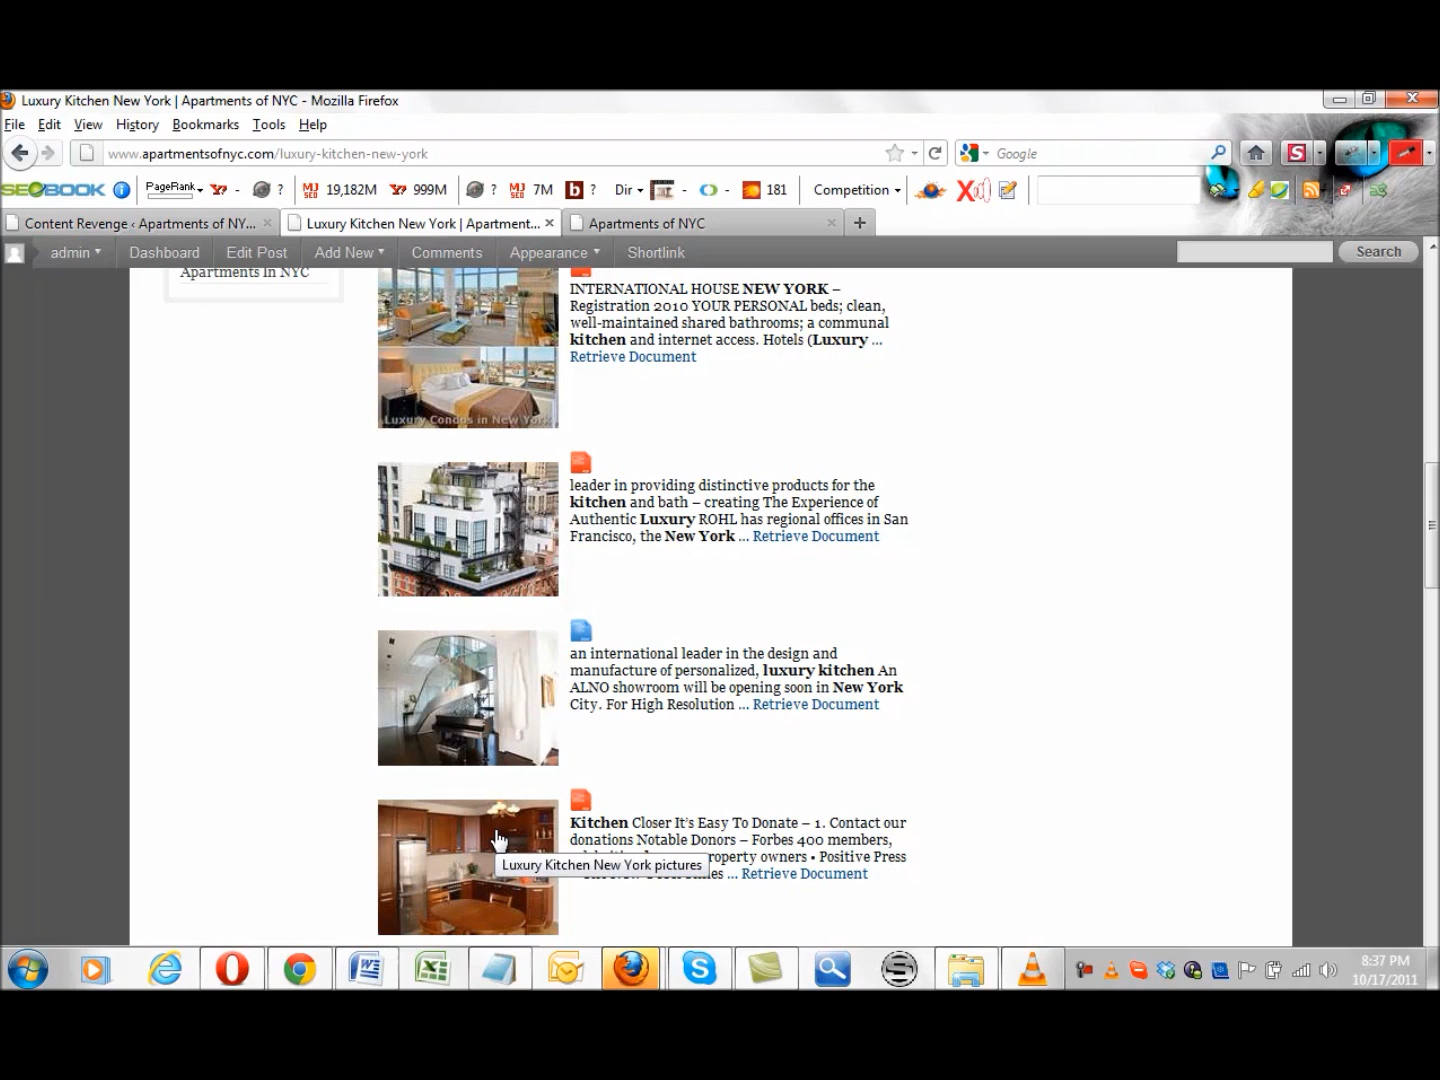 Luxury Kitchen New York | Apartments of NYC - Mozilla Firefox
File Edit View History Bookmarks Tools Help
www.apartmentsofnyc.com/luxury-kitchen-new-york
Google
SEOBOOK PageRank - ? 19,182M 999M ? 7M ? Dir - - 181 Competition
Content Revenge ‹ Apartments of NY...
Luxury Kitchen New York | Apartment...
Apartments of NYC
admin Dashboard Edit Post Add New Comments Appearance Shortlink Search
Apartments In NYC
INTERNATIONAL HOUSE NEW YORK –
Registration 2010 YOUR PERSONAL beds; clean,
well-maintained shared bathrooms; a communal
kitchen and internet access. Hotels (Luxury ...
Retrieve Document
Luxury Condos in New York
leader in providing distinctive products for the
kitchen and bath – creating The Experience of
Authentic Luxury ROHL has regional offices in San
Francisco, the New York ... Retrieve Document
an international leader in the design and
manufacture of personalized, luxury kitchen An
ALNO showroom will be opening soon in New York
City. For High Resolution ... Retrieve Document
Kitchen Closer It's Easy To Donate – 1. Contact our
donations Notable Donors – Forbes 400 members,
property owners • Positive Press
... Retrieve Document
Luxury Kitchen New York pictures
8:37 PM
10/17/2011